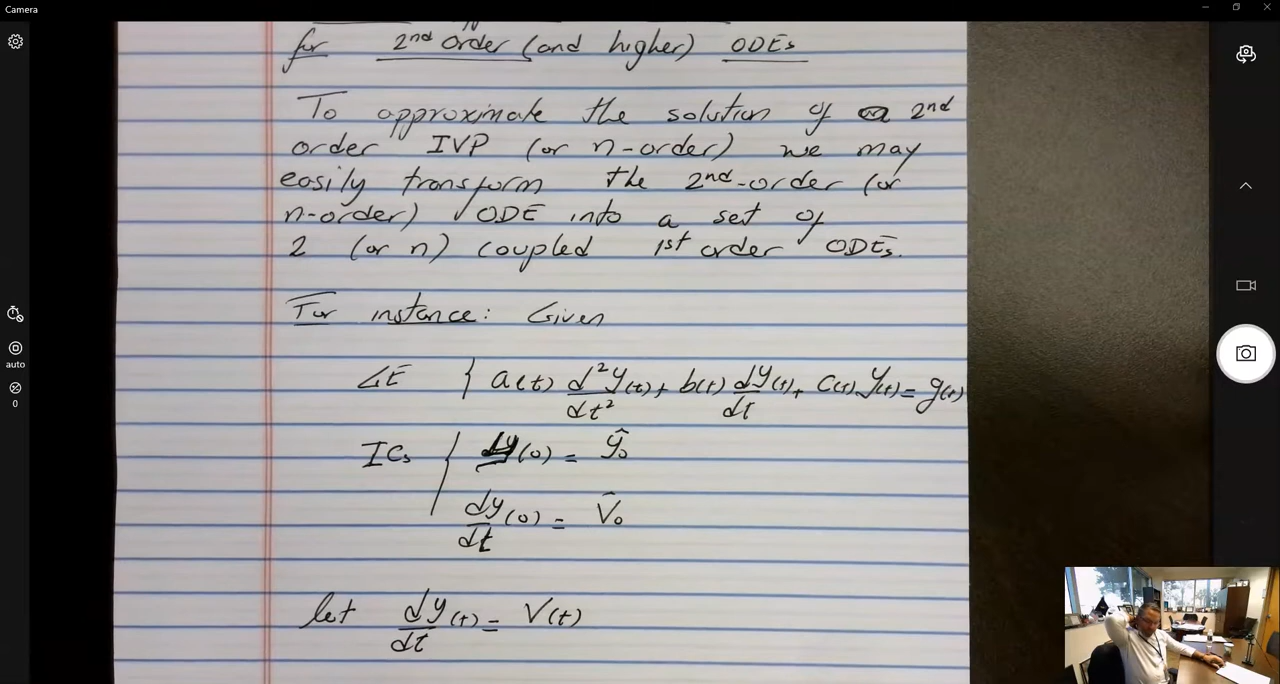 Camera
for 2nd order (and higher) ODEs
To approximate the solution of a 2nd
order IVP (or n-order) we may
easily transform the 2nd-order (or
n-order) ODE into a set of
2 (or n) coupled 1st order ODEs.
For instance: Given
GE { a(t) d²y(t)/dt² + b(t) dy(t)/dt + c(t) y(t) = g(t)
ICs { y(0) = ŷ₀
dy/dt (0) = V̂₀
let dy/dt (t) = V(t)
auto
0